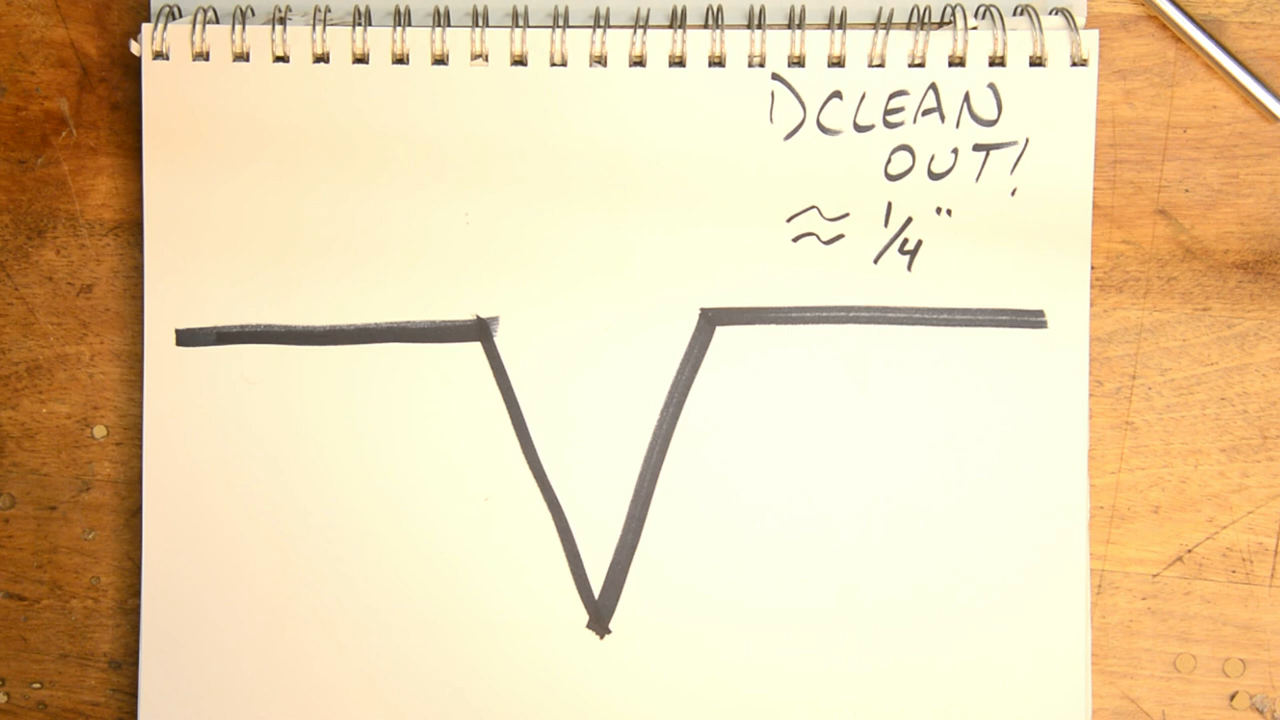 1) CLEAN
OUT!
≈ 1/4"